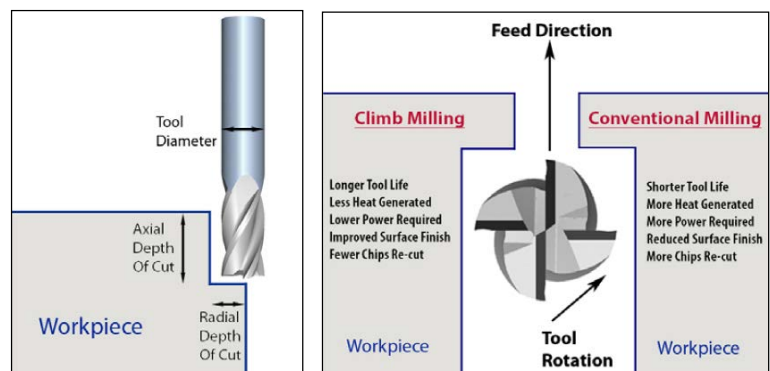 Tool
Diameter
Axial
Depth
Of Cut
Radial
Depth
Of Cut
Workpiece
Feed Direction
Climb Milling
Longer Tool Life
Less Heat Generated
Lower Power Required
Improved Surface Finish
Fewer Chips Re-cut
Conventional Milling
Shorter Tool Life
More Heat Generated
More Power Required
Reduced Surface Finish
More Chips Re-cut
Tool
Rotation
Workpiece
Workpiece